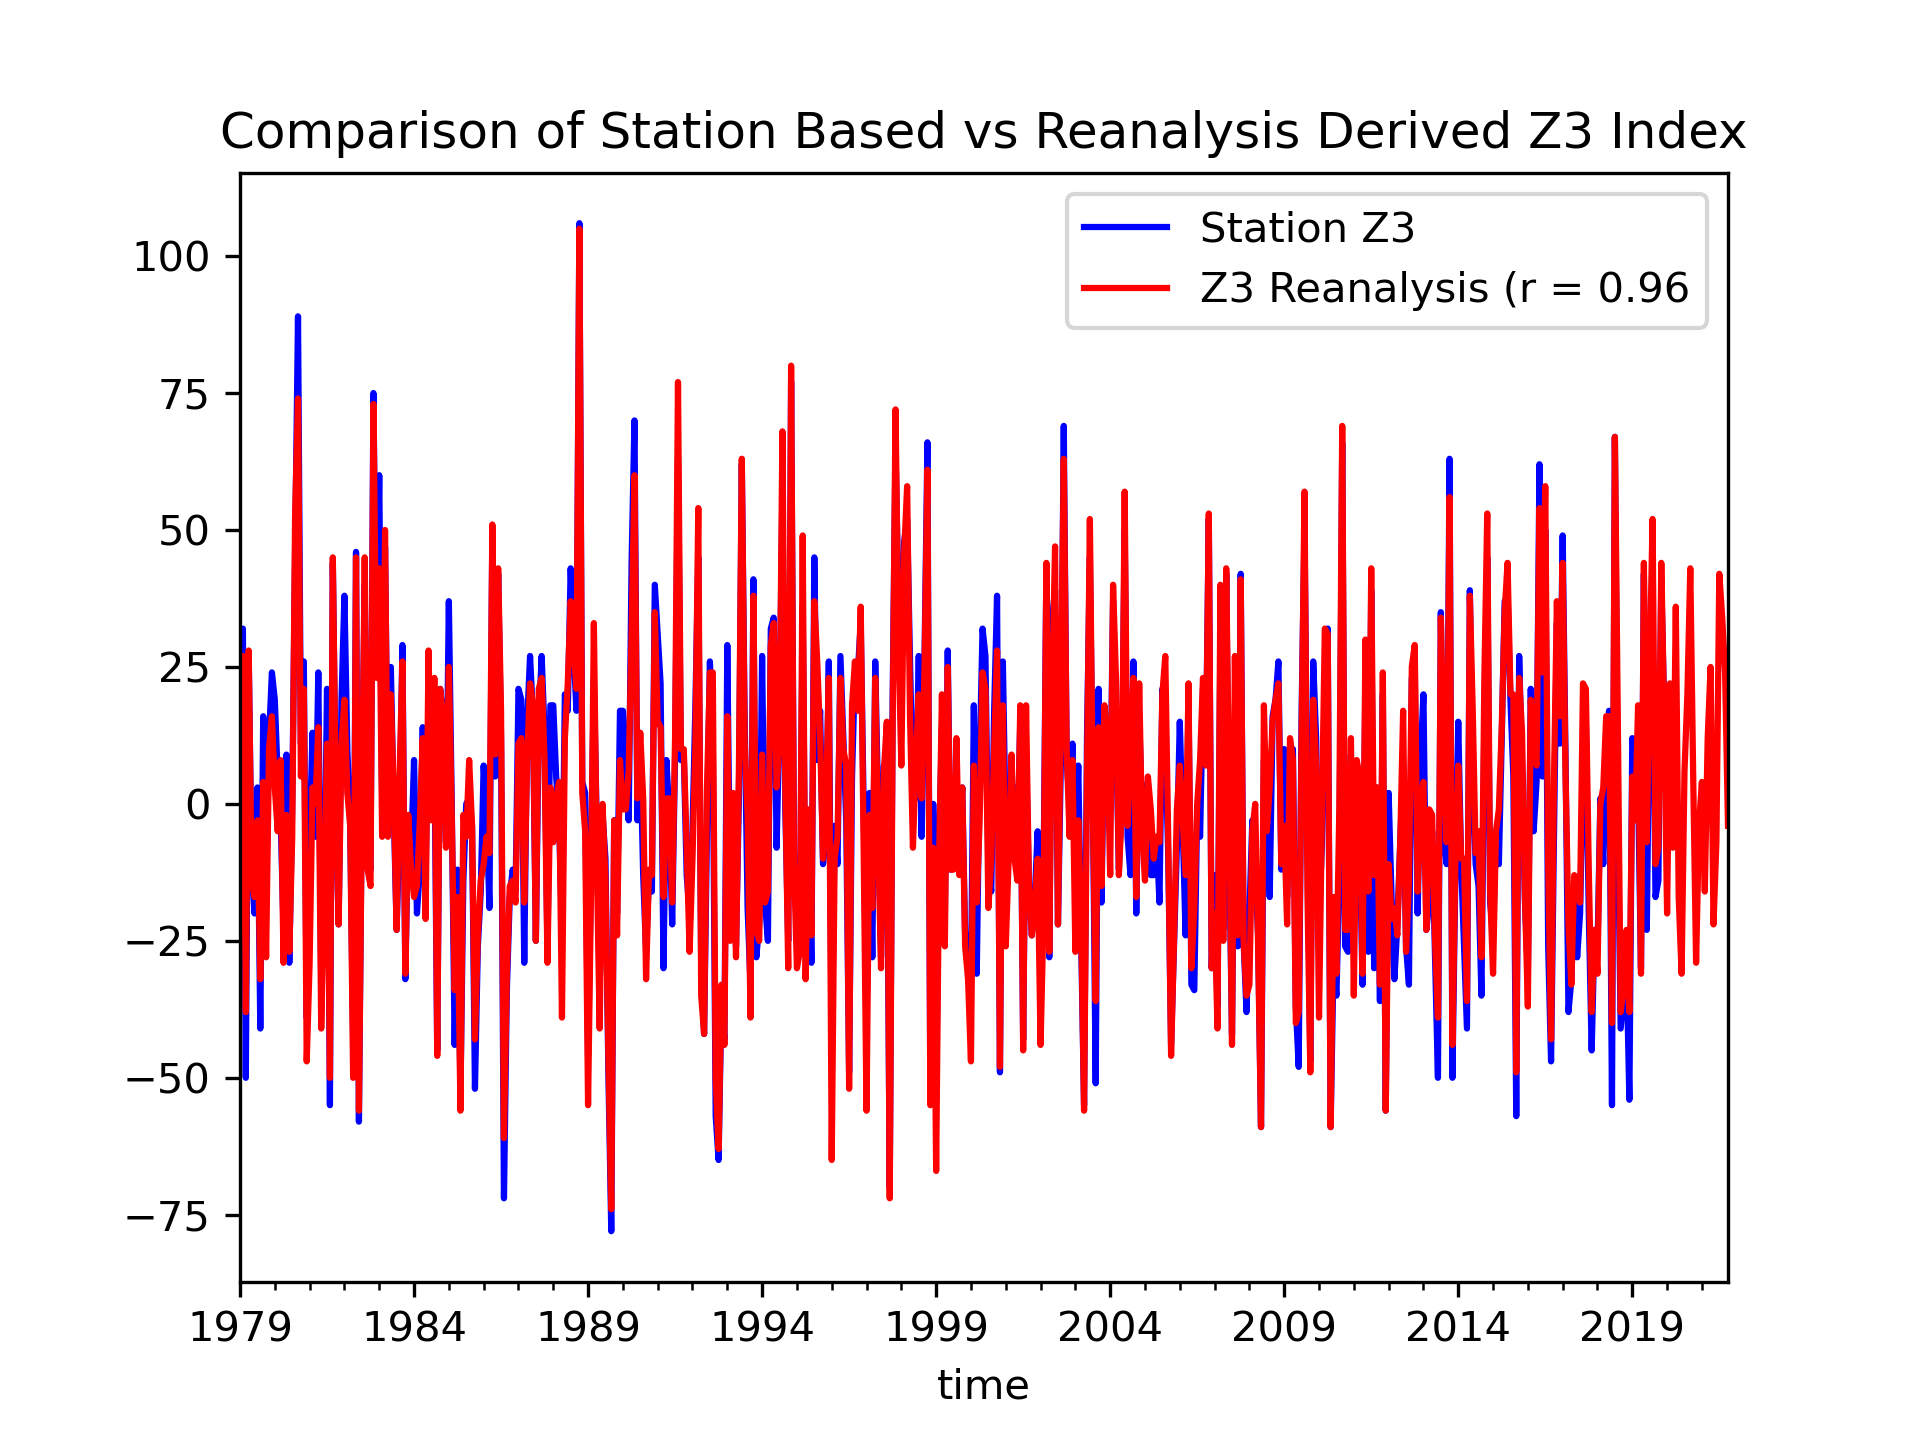 Comparison of Station Based vs Reanalysis Derived Z3 Index
Station Z3
Z3 Reanalysis (r = 0.96
100
75
50
25
0
−25
−50
−75
1979 1984 1989 1994 1999 2004 2009 2014 2019
time